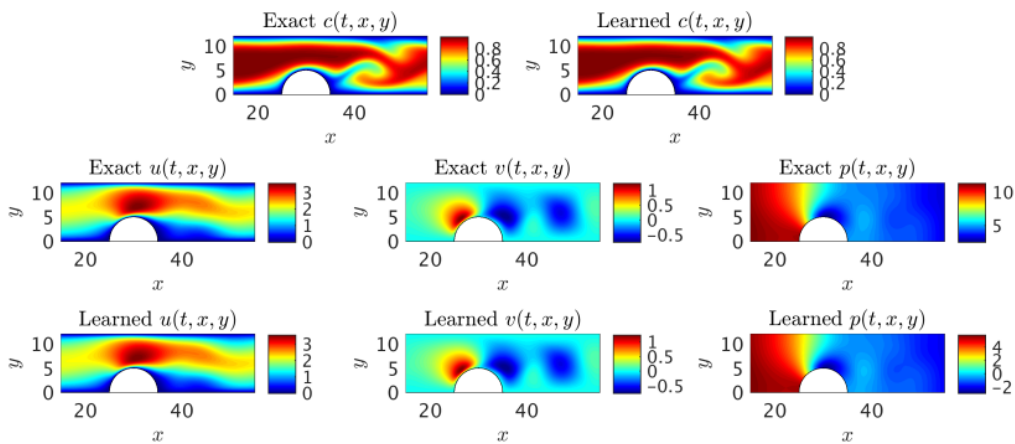 Exact c(t, x, y) Learned c(t, x, y)
10 0.8 10 0.8
y 5 0.6 y 5 0.6
0.4 0.4
0.2 0.2
0 0 0 0
20 40 20 40
x x
Exact u(t, x, y) Exact v(t, x, y) Exact p(t, x, y)
10 3 10 1 10 10
y 5 2 y 5 0.5 y 5 5
0 1 0 0 0
0 -0.5
20 40 20 40 20 40
x x x
Learned u(t, x, y) Learned v(t, x, y) Learned p(t, x, y)
10 3 10 1 10 4
y 5 2 y 5 0.5 y 5 2
0 1 0 0 0 0
0 -0.5 -2
20 40 20 40 20 40
x x x